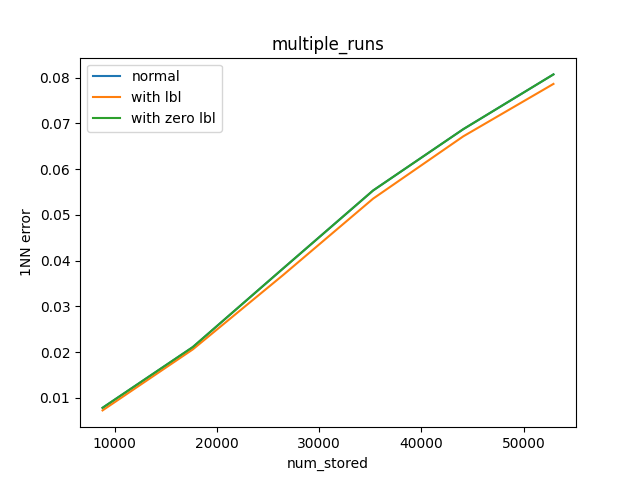 multiple_runs
normal
with lbl
with zero lbl
0.08
0.07
0.06
0.05
0.04
0.03
0.02
0.01
1NN error
10000 20000 30000 40000 50000
num_stored